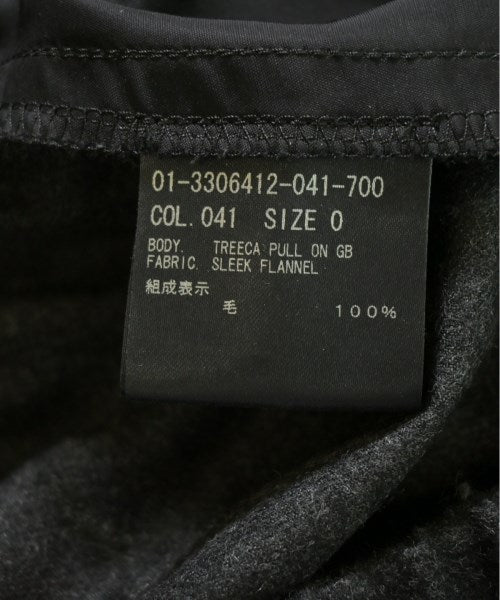 01-3306412-041-700
COL. 041 SIZE 0
BODY. TREECA PULL ON GB
FABRIC. SLEEK FLANNEL
組成表示
毛 100%